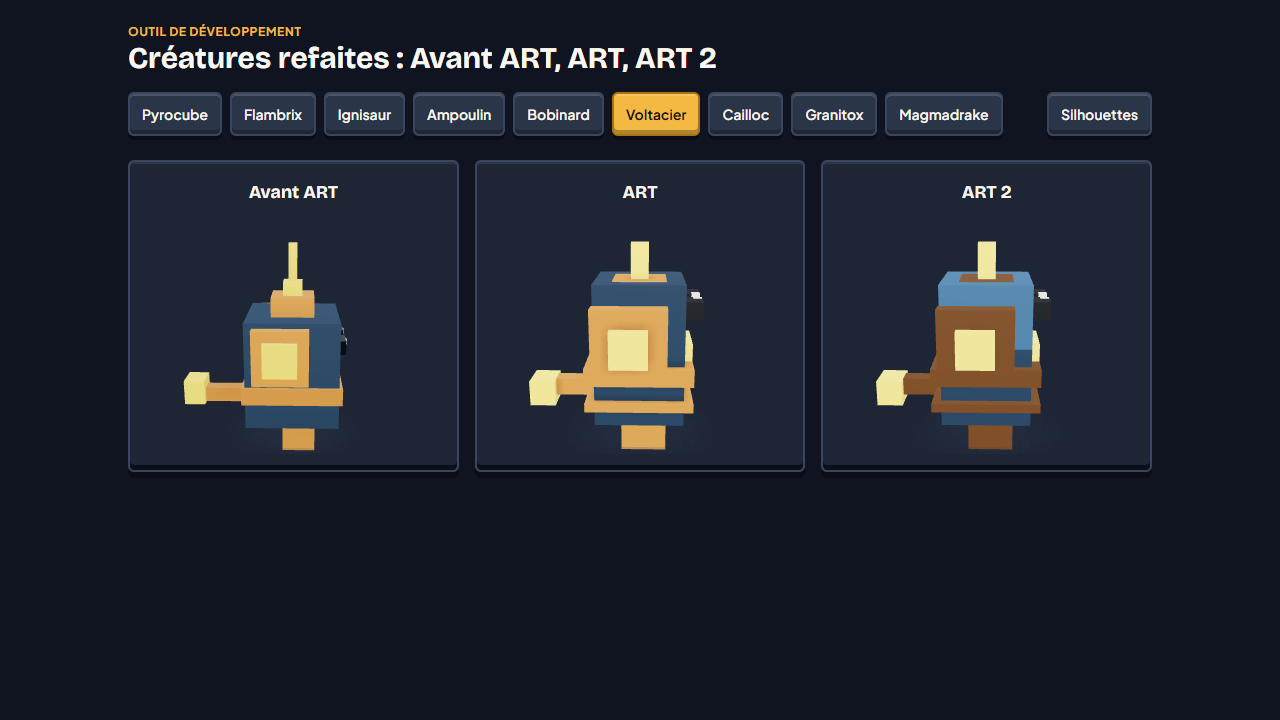 OUTIL DE DÉVELOPPEMENT
Créatures refaites : Avant ART, ART, ART 2
Pyrocube Flambrix Ignisaur Ampoulin Bobinard Voltacier Cailloc Granitox Magmadrake Silhouettes
Avant ART ART ART 2